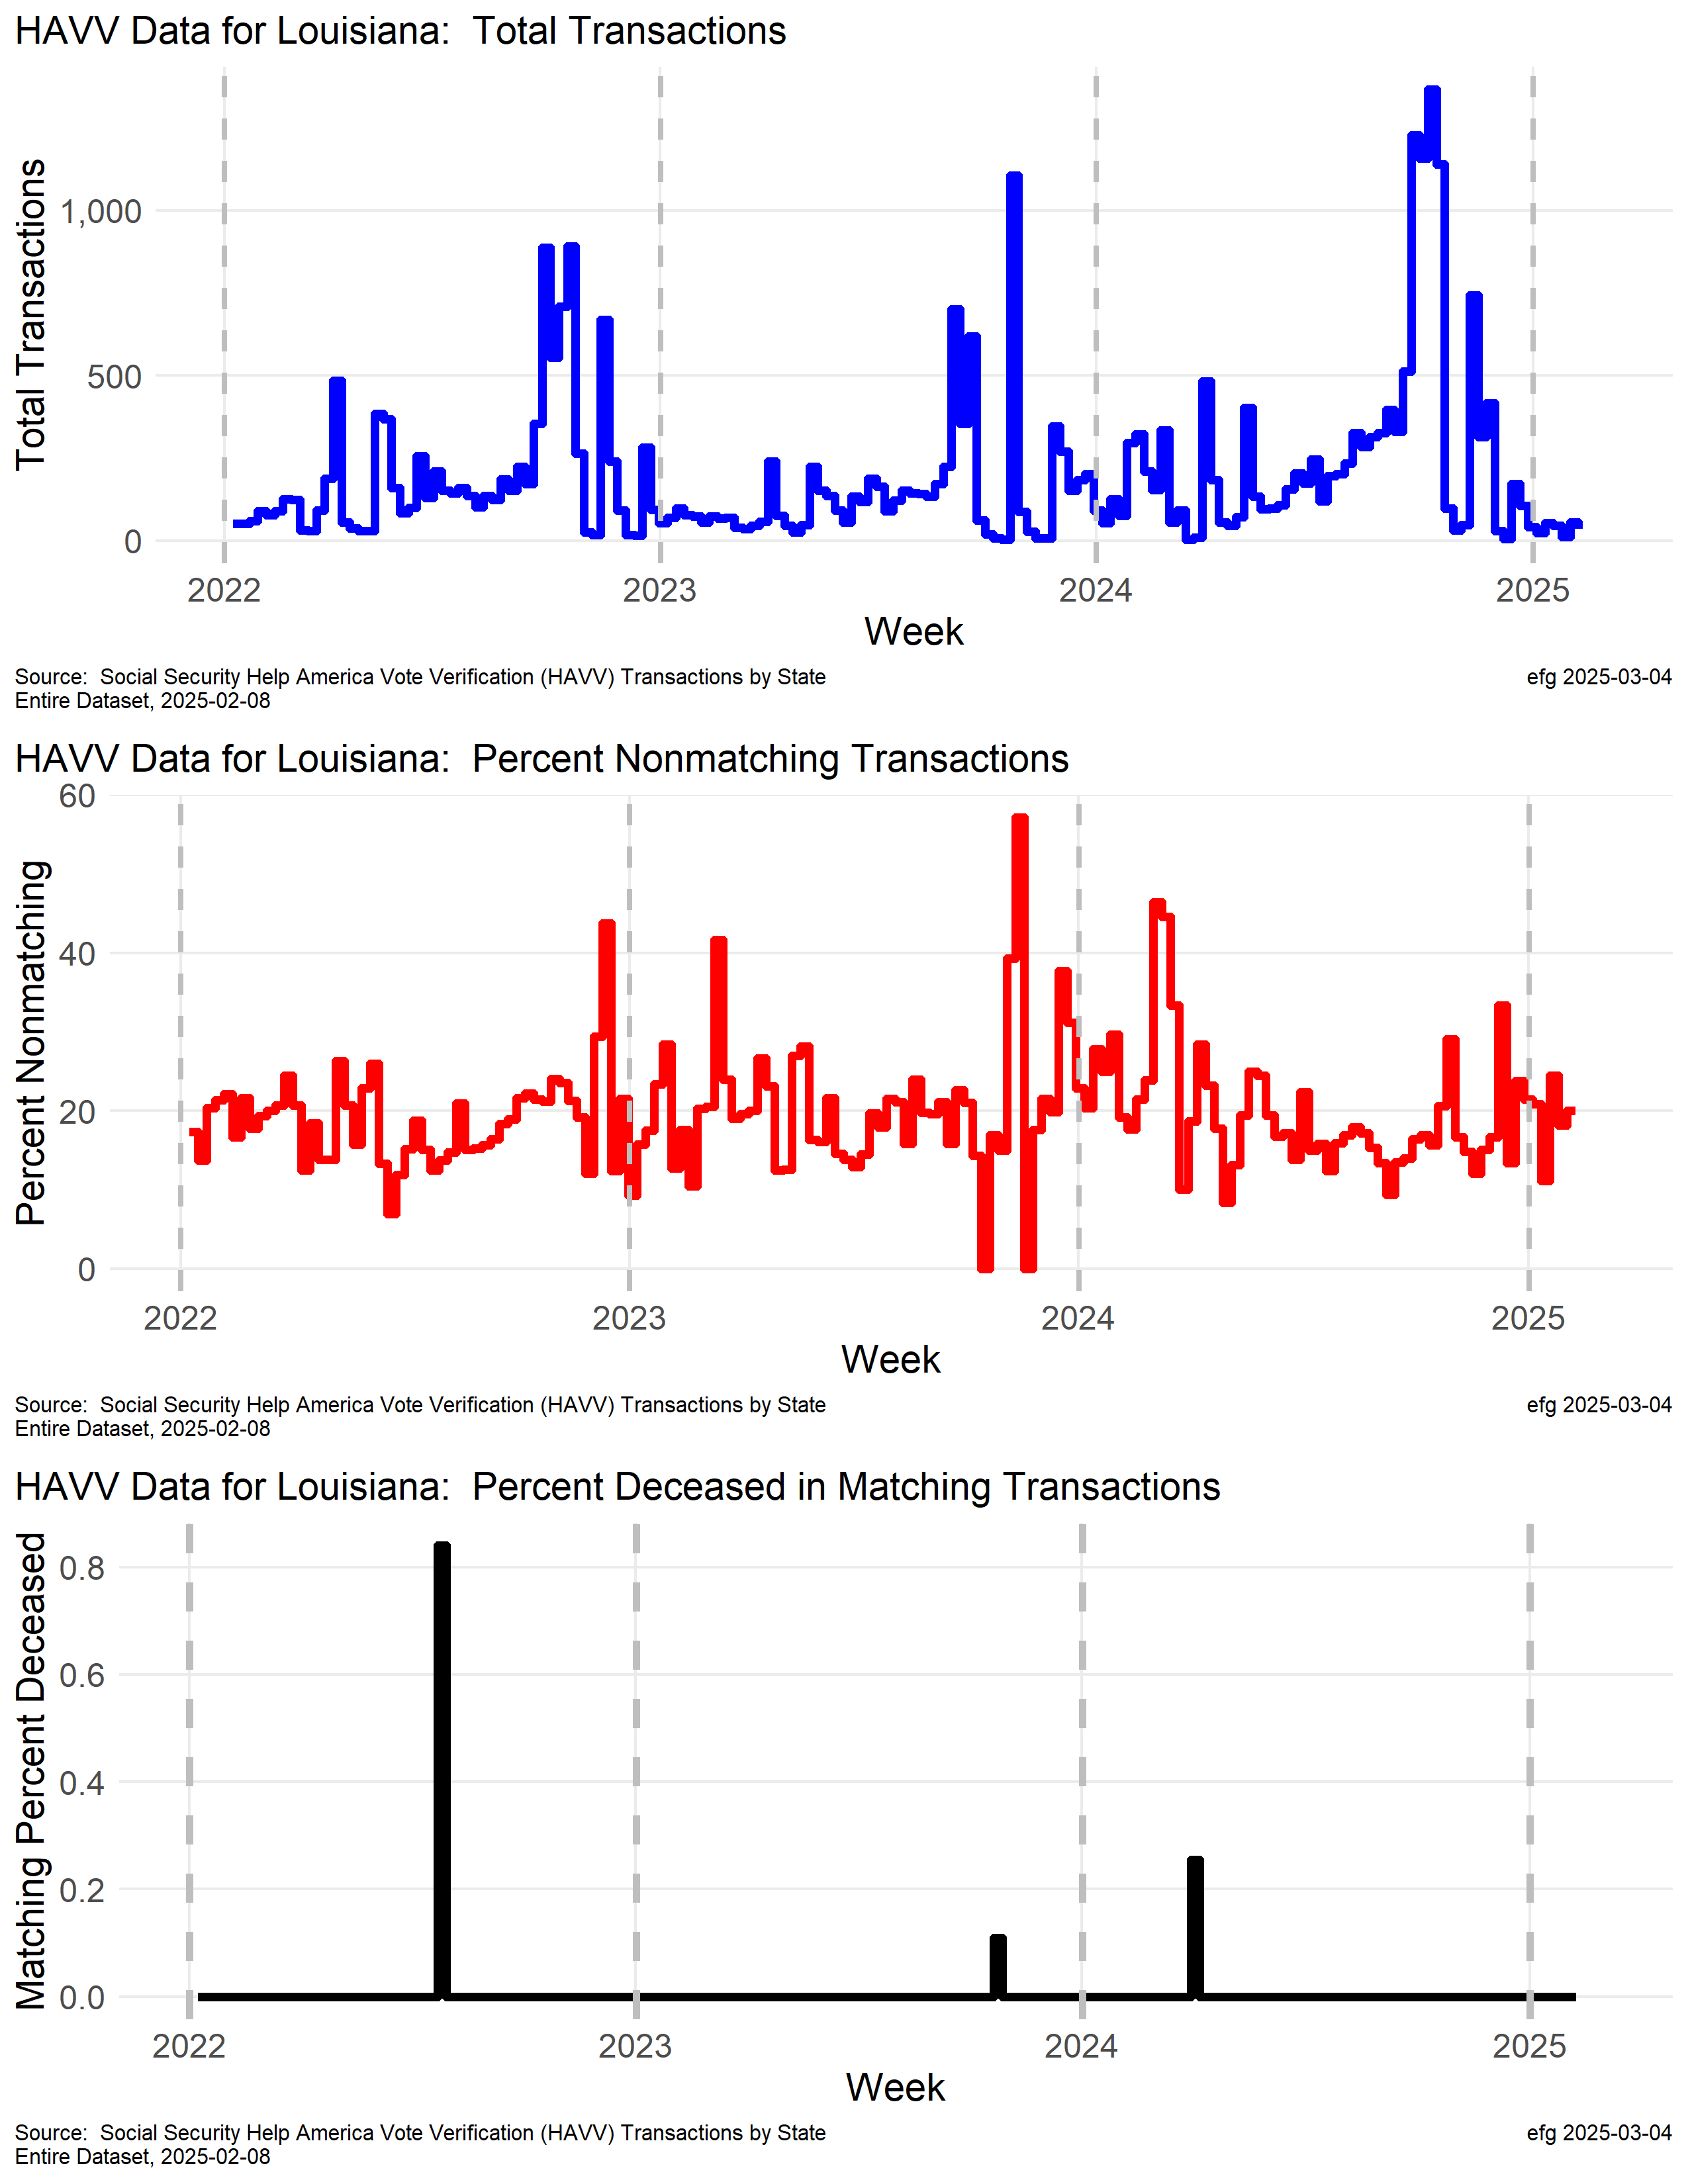 HAVV Data for Louisiana:  Total Transactions
Total Transactions
1,000
500
0
2022 2023 2024 2025
Week
Source:  Social Security Help America Vote Verification (HAVV) Transactions by State efg 2025-03-04
Entire Dataset, 2025-02-08
HAVV Data for Louisiana:  Percent Nonmatching Transactions
Percent Nonmatching
60
40
20
0
2022 2023 2024 2025
Week
Source:  Social Security Help America Vote Verification (HAVV) Transactions by State efg 2025-03-04
Entire Dataset, 2025-02-08
HAVV Data for Louisiana:  Percent Deceased in Matching Transactions
Matching Percent Deceased
0.8
0.6
0.4
0.2
0.0
2022 2023 2024 2025
Week
Source:  Social Security Help America Vote Verification (HAVV) Transactions by State efg 2025-03-04
Entire Dataset, 2025-02-08